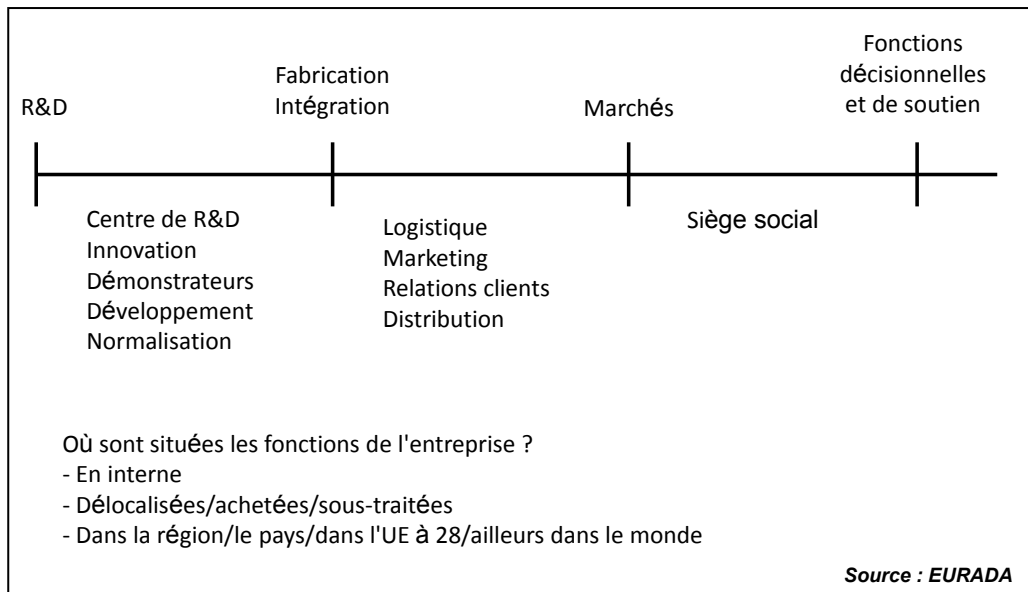 R&D
Fabrication
Intégration
Marchés
Fonctions
décisionnelles
et de soutien
Centre de R&D
Innovation
Démonstrateurs
Développement
Normalisation
Logistique
Marketing
Relations clients
Distribution
Siège social
Où sont situées les fonctions de l'entreprise ?
- En interne
- Délocalisées/achetées/sous-traitées
- Dans la région/le pays/dans l'UE à 28/ailleurs dans le monde
Source : EURADA